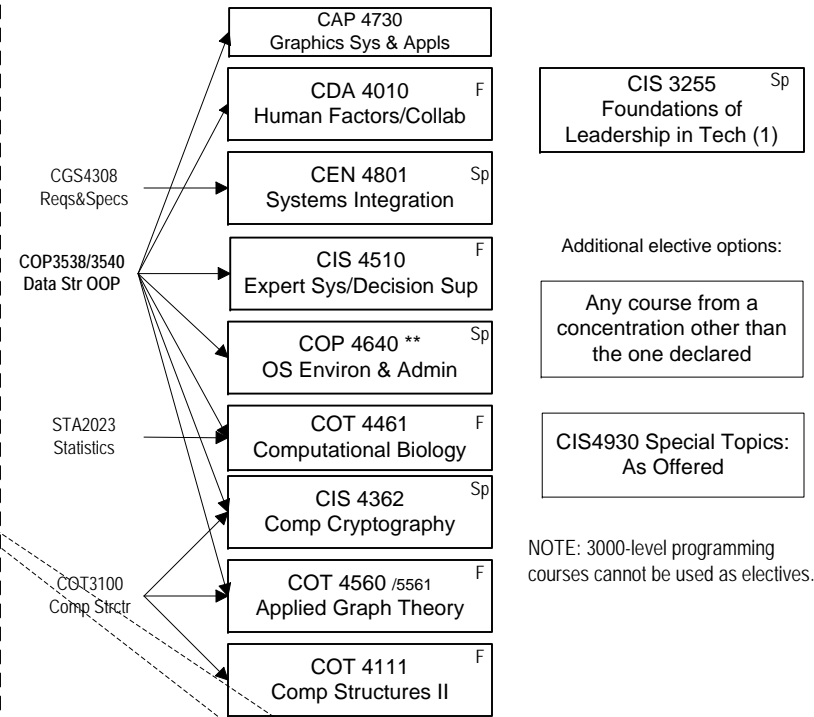 CAP 4730
Graphics Sys & Appls
CDA 4010 F
Human Factors/Collab
CGS4308
Reqs&Specs
CEN 4801 Sp
Systems Integration
COP3538/3540
Data Str OOP
CIS 4510 F
Expert Sys/Decision Sup
COP 4640 ** Sp
OS Environ & Admin
STA2023
Statistics
COT 4461 F
Computational Biology
CIS 4362 Sp
Comp Cryptography
COT3100
Comp Strctr
COT 4560 /5561 F
Applied Graph Theory
COT 4111 F
Comp Structures II
CIS 3255 Sp
Foundations of
Leadership in Tech (1)
Additional elective options:
Any course from a
concentration other than
the one declared
CIS4930 Special Topics:
As Offered
NOTE: 3000-level programming
courses cannot be used as electives.